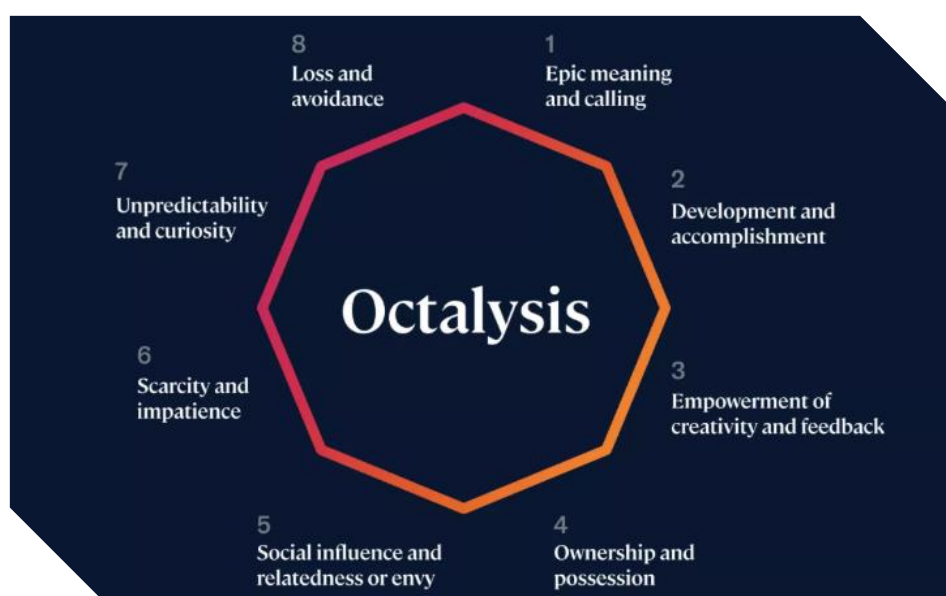 8
Loss and
avoidance
1
Epic meaning
and calling
7
Unpredictability
and curiosity
2
Development and
accomplishment
Octalysis
6
Scarcity and
impatience
3
Empowerment of
creativity and feedback
5
Social influence and
relatedness or envy
4
Ownership and
possession